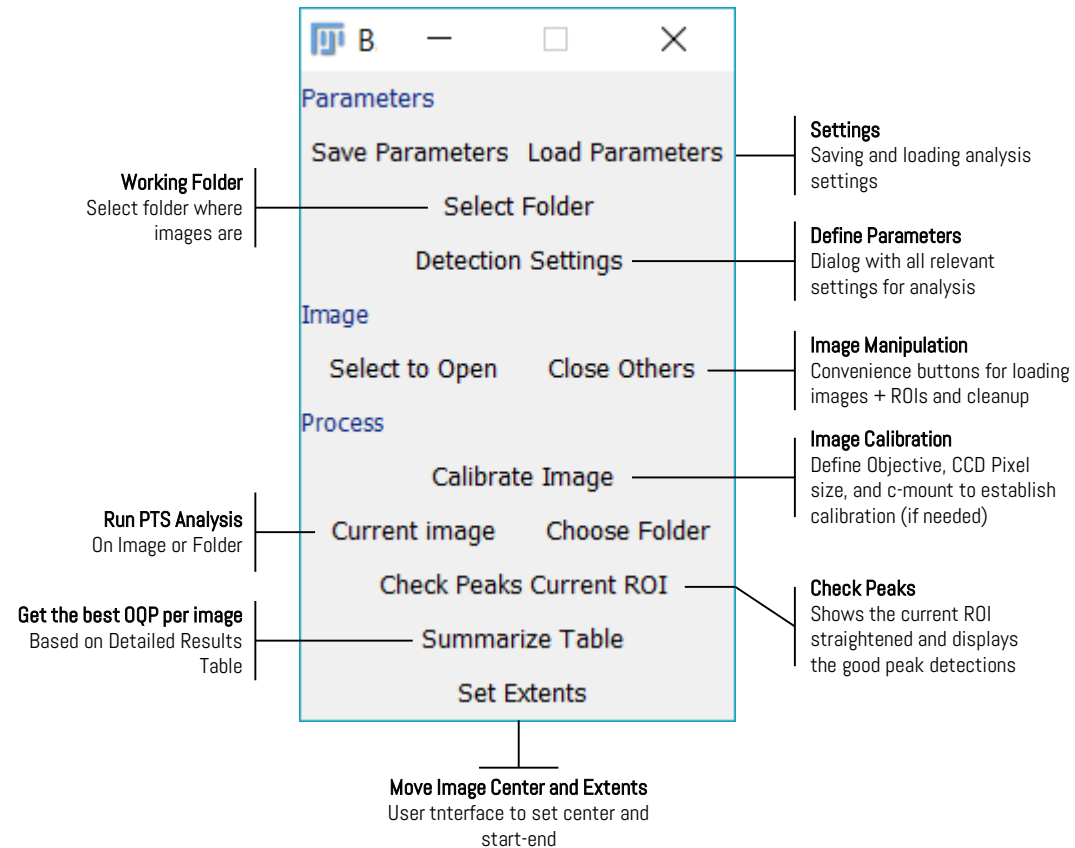 B
Parameters
Save Parameters Load Parameters
Select Folder
Detection Settings
Image
Select to Open Close Others
Process
Calibrate Image
Current image Choose Folder
Check Peaks Current ROI
Summarize Table
Set Extents
Working Folder
Select folder where
images are
Run PTS Analysis
On Image or Folder
Get the best OOP per image
Based on Detailed Results
Table
Settings
Saving and loading analysis
settings
Define Parameters
Dialog with all relevant
settings for analysis
Image Manipulation
Convenience buttons for loading
images + ROIs and cleanup
Image Calibration
Define Objective, CCD Pixel
size, and c-mount to establish
calibration (if needed)
Check Peaks
Shows the current ROI
straightened and displays
the good peak detections
Move Image Center and Extents
User tnterface to set center and
start-end